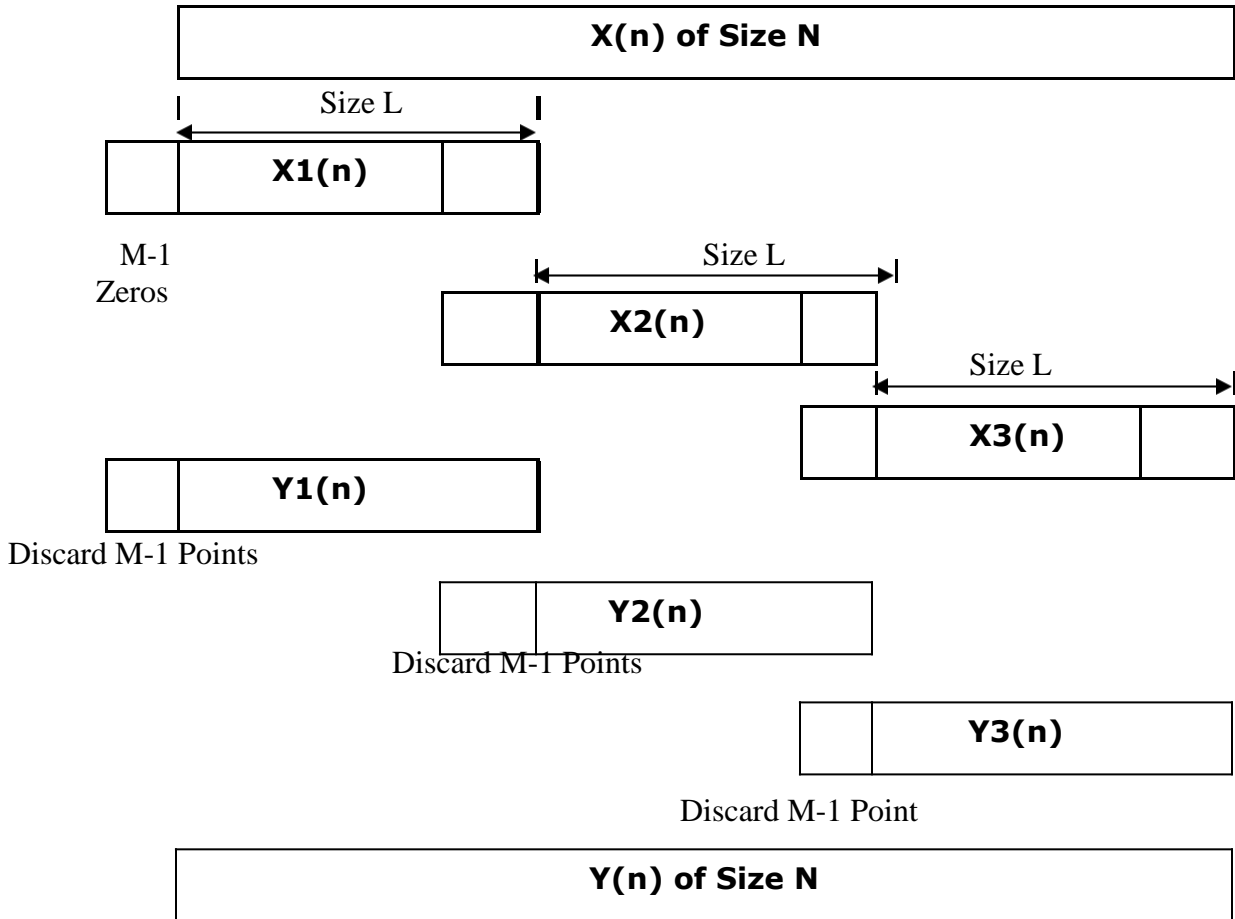 X(n) of Size N
Size L
X1(n)
M-1
Zeros
Size L
X2(n)
Size L
X3(n)
Y1(n)
Discard M-1 Points
Y2(n)
Discard M-1 Points
Y3(n)
Discard M-1 Point
Y(n) of Size N